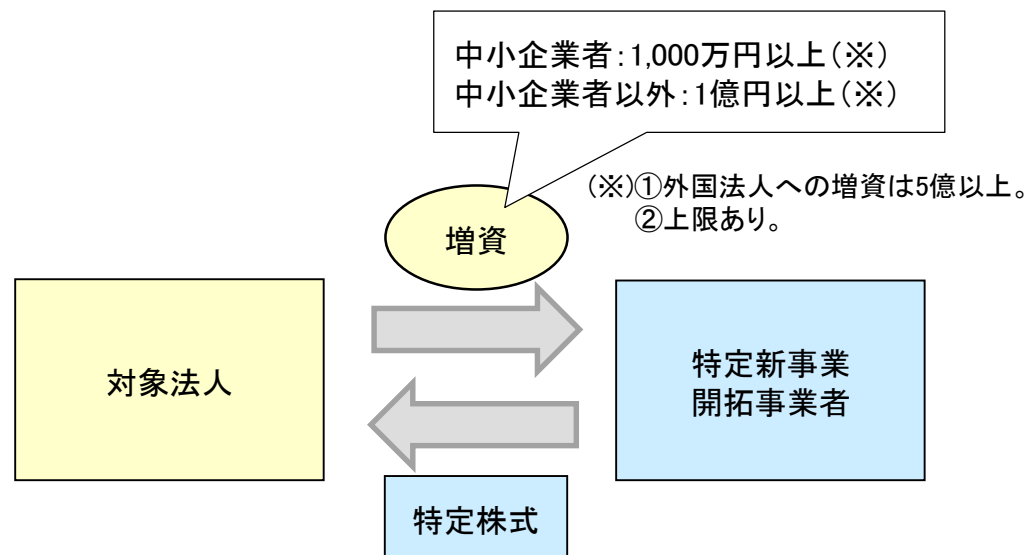 中小企業者：1,000万円以上（※）
中小企業者以外：1億円以上（※）
（※）①外国法人への増資は5億以上。
②上限あり。
増資
対象法人
特定新事業
開拓事業者
特定株式